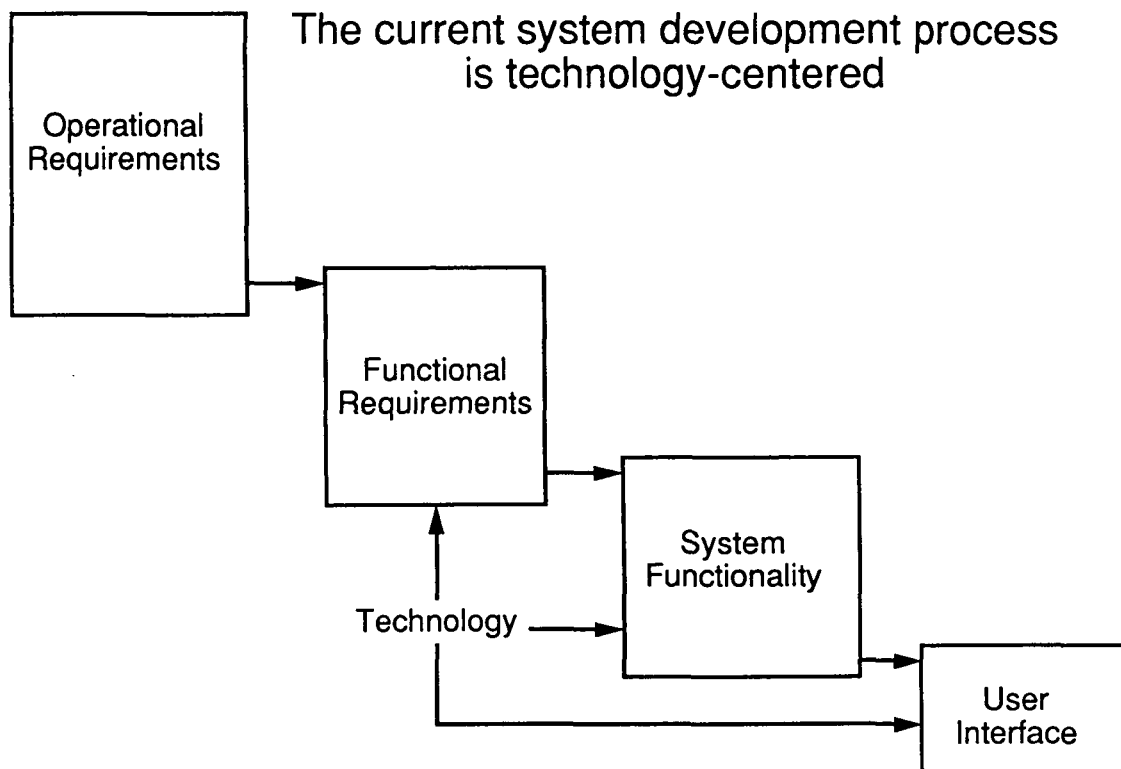 The current system development process
is technology-centered
Operational
Requirements
Functional
Requirements
System
Functionality
Technology
User
Interface